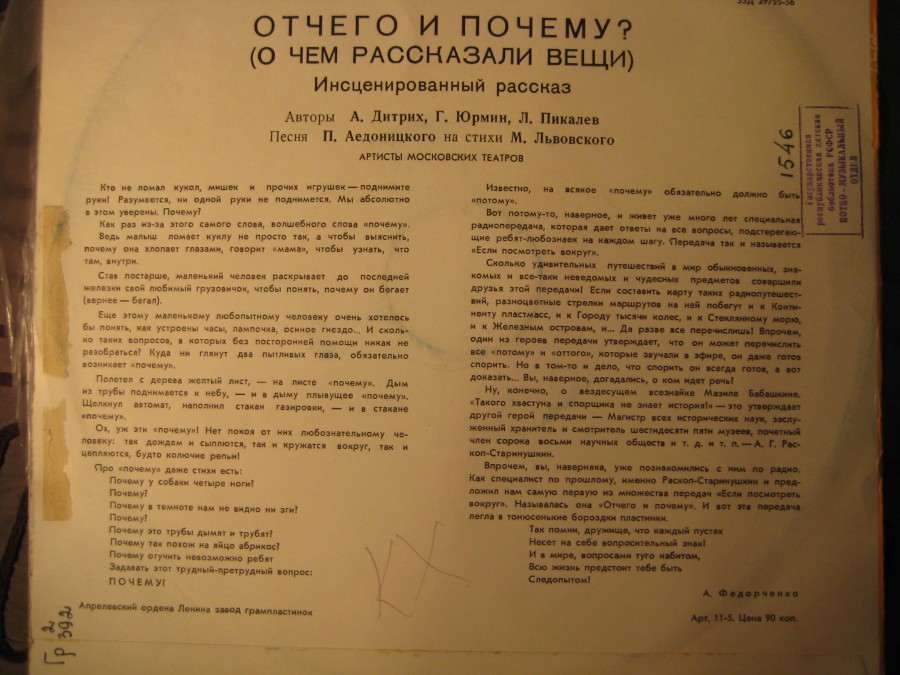 33Д 29755-56
ОТЧЕГО И ПОЧЕМУ?
(О ЧЕМ РАССКАЗАЛИ ВЕЩИ)
Инсценированный рассказ
Авторы А. Дитрих, Г. Юрмин, Л. Пикалев
Песня П. Аедоницкого на стихи М. Львовского
АРТИСТЫ МОСКОВСКИХ ТЕАТРОВ
1546
Государственная
республиканская детская
библиотека РСФСР
НОТНО-МУЗЫКАЛЬНЫЙ
ОТДЕЛ
Кто не ломал кукол, мишек и прочих игрушек — поднимите
руки! Разумеется, ни одной руки не поднимется. Мы абсолютно
в этом уверены. Почему?
Как раз из-за этого самого слова, волшебного слова «почему».
Ведь малыш ломает куклу не просто так, а чтобы выяснить,
почему она хлопает глазами, говорит «мама», чтобы узнать, что
там, внутри.
Став постарше, маленький человек раскрывает до последней
железки свой любимый грузовичок, чтобы понять, почему он бегает
(вернее — бегал).
Еще этому маленькому любопытному человеку очень хотелось
бы понять, как устроены часы, лампочка, осиное гнездо... И сколь-
ко таких вопросов, в которых без посторонней помощи никак не
разобраться? Куда ни глянут два пытливых глаза, обязательно
возникает «почему».
Полетел с дерева желтый лист, — на листе «почему». Дым
из трубы поднимается к небу, — и в дыму плывущее «почему».
Щелкнул автомат, наполнил стакан газировки, — и в стакане
«почему».
Ох, уж эти «почему»! Нет покоя от них любознательному че-
ловеку: так дождем и сыплются, так и кружатся вокруг, так и
цепляются, будто колючие репьи!
Про «почему» даже стихи есть:
Почему у собаки четыре ноги?
Почему?
Почему в темноте нам не видно ни зги?
Почему?
Почему это трубы дымят и трубят?
Почему так похож на яйцо абрикос?
Почему отучить невозможно ребят
Задавать этот трудный-претрудный вопрос:
ПОЧЕМУ?
Апрелевский ордена Ленина завод грампластинок
Гр 2
392
КХ
Известно, на всякое «почему» обязательно должно быть
«потому».
Вот потому-то, наверное, и живет уже много лет специальная
радиопередача, которая дает ответы на все вопросы, подстерегаю-
щие ребят-любознаек на каждом шагу. Передача так и называется
«Если посмотреть вокруг».
Сколько удивительных путешествий в мир обыкновенных, зна-
комых и все-таки неведомых и чудесных предметов совершили
друзья этой передачи! Если составить карту таких радиопутешест-
вий, разноцветные стрелки маршрутов на ней побегут и к Конти-
ненту пластмасс, и к Городу тысячи колес, и к Стеклянному морю,
и к Железным островам, и... Да разве все перечислишь! Впрочем,
один из героев передачи утверждает, что он может перечислить
все «потому» и «оттого», которые звучали в эфире, он даже готов
спорить. Но в том-то и дело, что спорить он всегда готов, а вот
доказать... Вы, наверное, догадались, о ком идет речь?
Ну, конечно, о вездесущем всезнайке Мазиле Бабашкине.
«Такого хвастуна и спорщика не знает история!» — это утверждает
другой герой передачи — Магистр всех исторических наук, заслу-
женный хранитель и смотритель шестидесяти пяти музеев, почетный
член сорока восьми научных обществ и т. д. и т. п. — А. Г. Рас-
коп-Старинушкин.
Впрочем, вы, наверняка, уже познакомились с ним по радио.
Как специалист по прошлому, именно Раскоп-Старинушкин и пред-
ложил нам самую первую из множества передач «Если посмотреть
вокруг». Называлась она «Отчего и почему». И вот эта передача
легла в тонюсенькие бороздки пластинки.
Так помни, дружище, что каждый пустяк
Несет на себе вопросительный знак!
И в мире, вопросами туго набитом,
Всю жизнь предстоит тебе быть
Следопытом!
А. Федорченко
Арт. 11-5. Цена 90 коп.